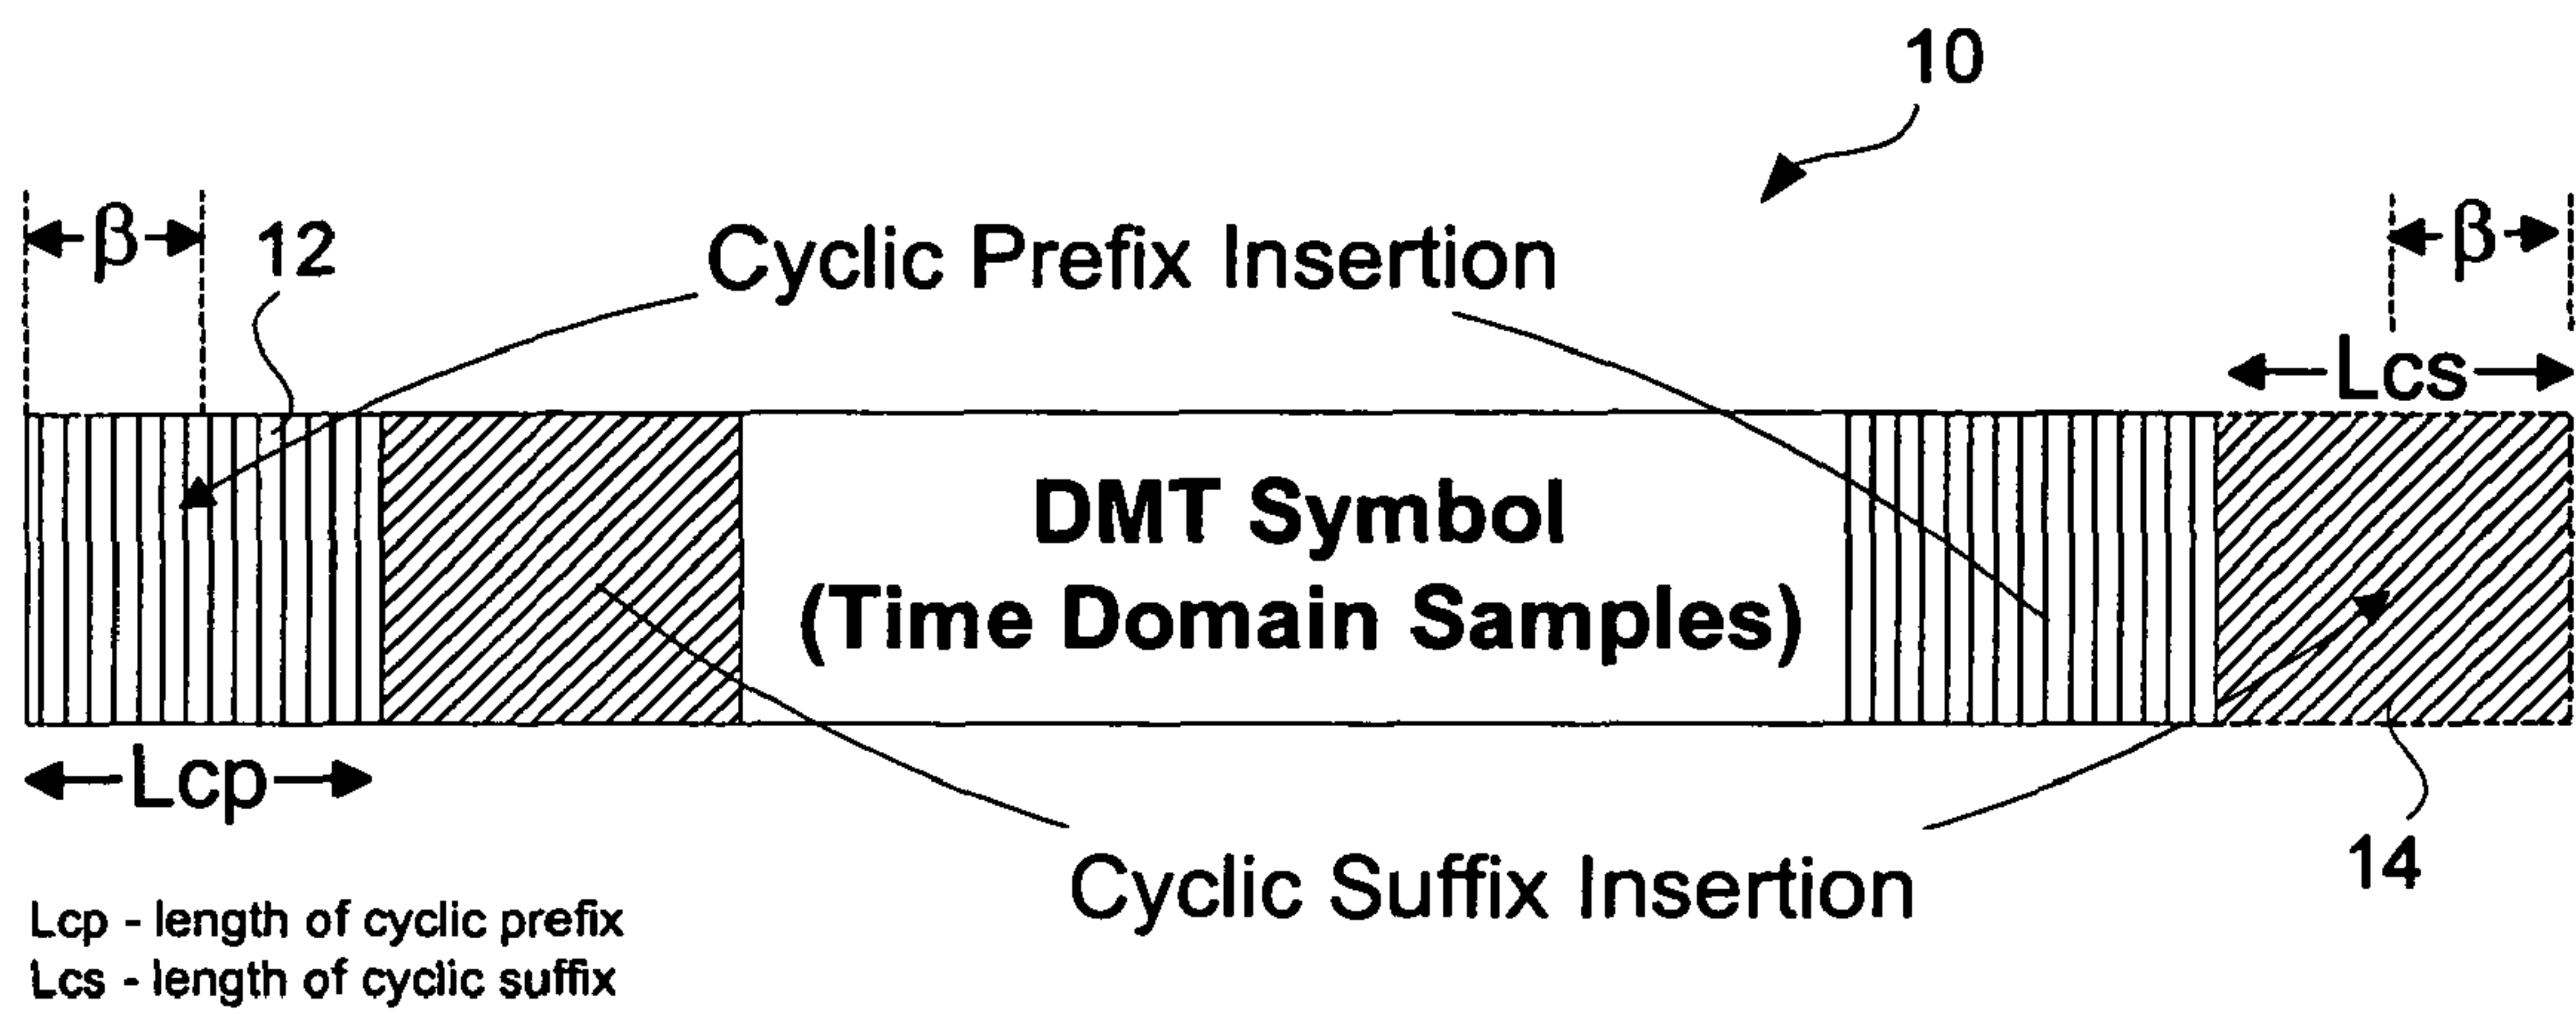 10
β
12
Cyclic Prefix Insertion
β
Lcs
DMT Symbol
(Time Domain Samples)
Lcp
Cyclic Suffix Insertion
14
Lcp - length of cyclic prefix
Lcs - length of cyclic suffix